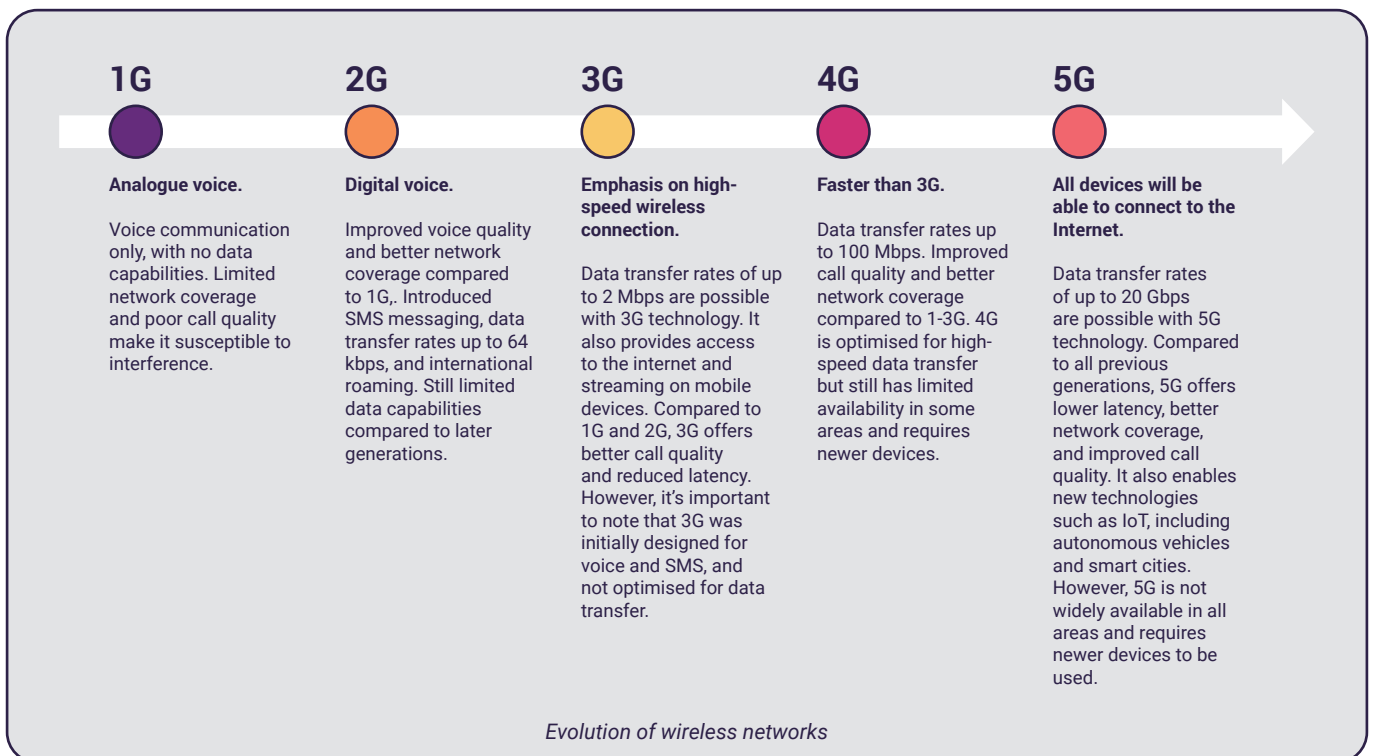 1G
Analogue voice.
Voice communication
only, with no data
capabilities. Limited
network coverage
and poor call quality
make it susceptible to
interference.
2G
Digital voice.
Improved voice quality
and better network
coverage compared
to 1G,. Introduced
SMS messaging, data
transfer rates up to 64
kbps, and international
roaming. Still limited
data capabilities
compared to later
generations.
3G
Emphasis on high-
speed wireless
connection.
Data transfer rates of up
to 2 Mbps are possible
with 3G technology. It
also provides access
to the internet and
streaming on mobile
devices. Compared to
1G and 2G, 3G offers
better call quality
and reduced latency.
However, it's important
to note that 3G was
initially designed for
voice and SMS, and
not optimised for data
transfer.
4G
Faster than 3G.
Data transfer rates up
to 100 Mbps. Improved
call quality and better
network coverage
compared to 1-3G. 4G
is optimised for high-
speed data transfer
but still has limited
availability in some
areas and requires
newer devices.
5G
All devices will be
able to connect to the
Internet.
Data transfer rates
of up to 20 Gbps
are possible with 5G
technology. Compared
to all previous
generations, 5G offers
lower latency, better
network coverage,
and improved call
quality. It also enables
new technologies
such as IoT, including
autonomous vehicles
and smart cities.
However, 5G is not
widely available in all
areas and requires
newer devices to be
used.
Evolution of wireless networks